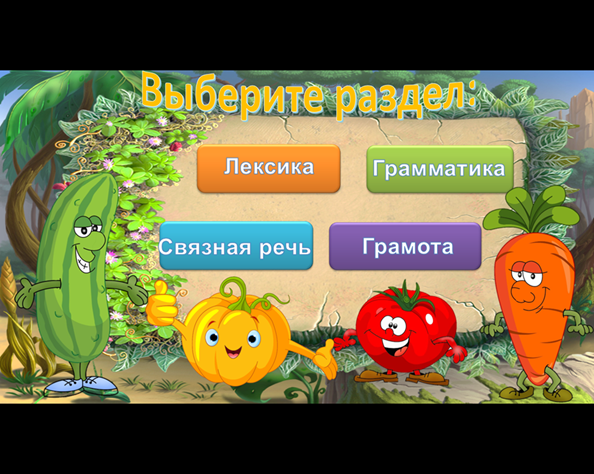 Выберите раздел:
Лексика
Грамматика
Связная речь
Грамота